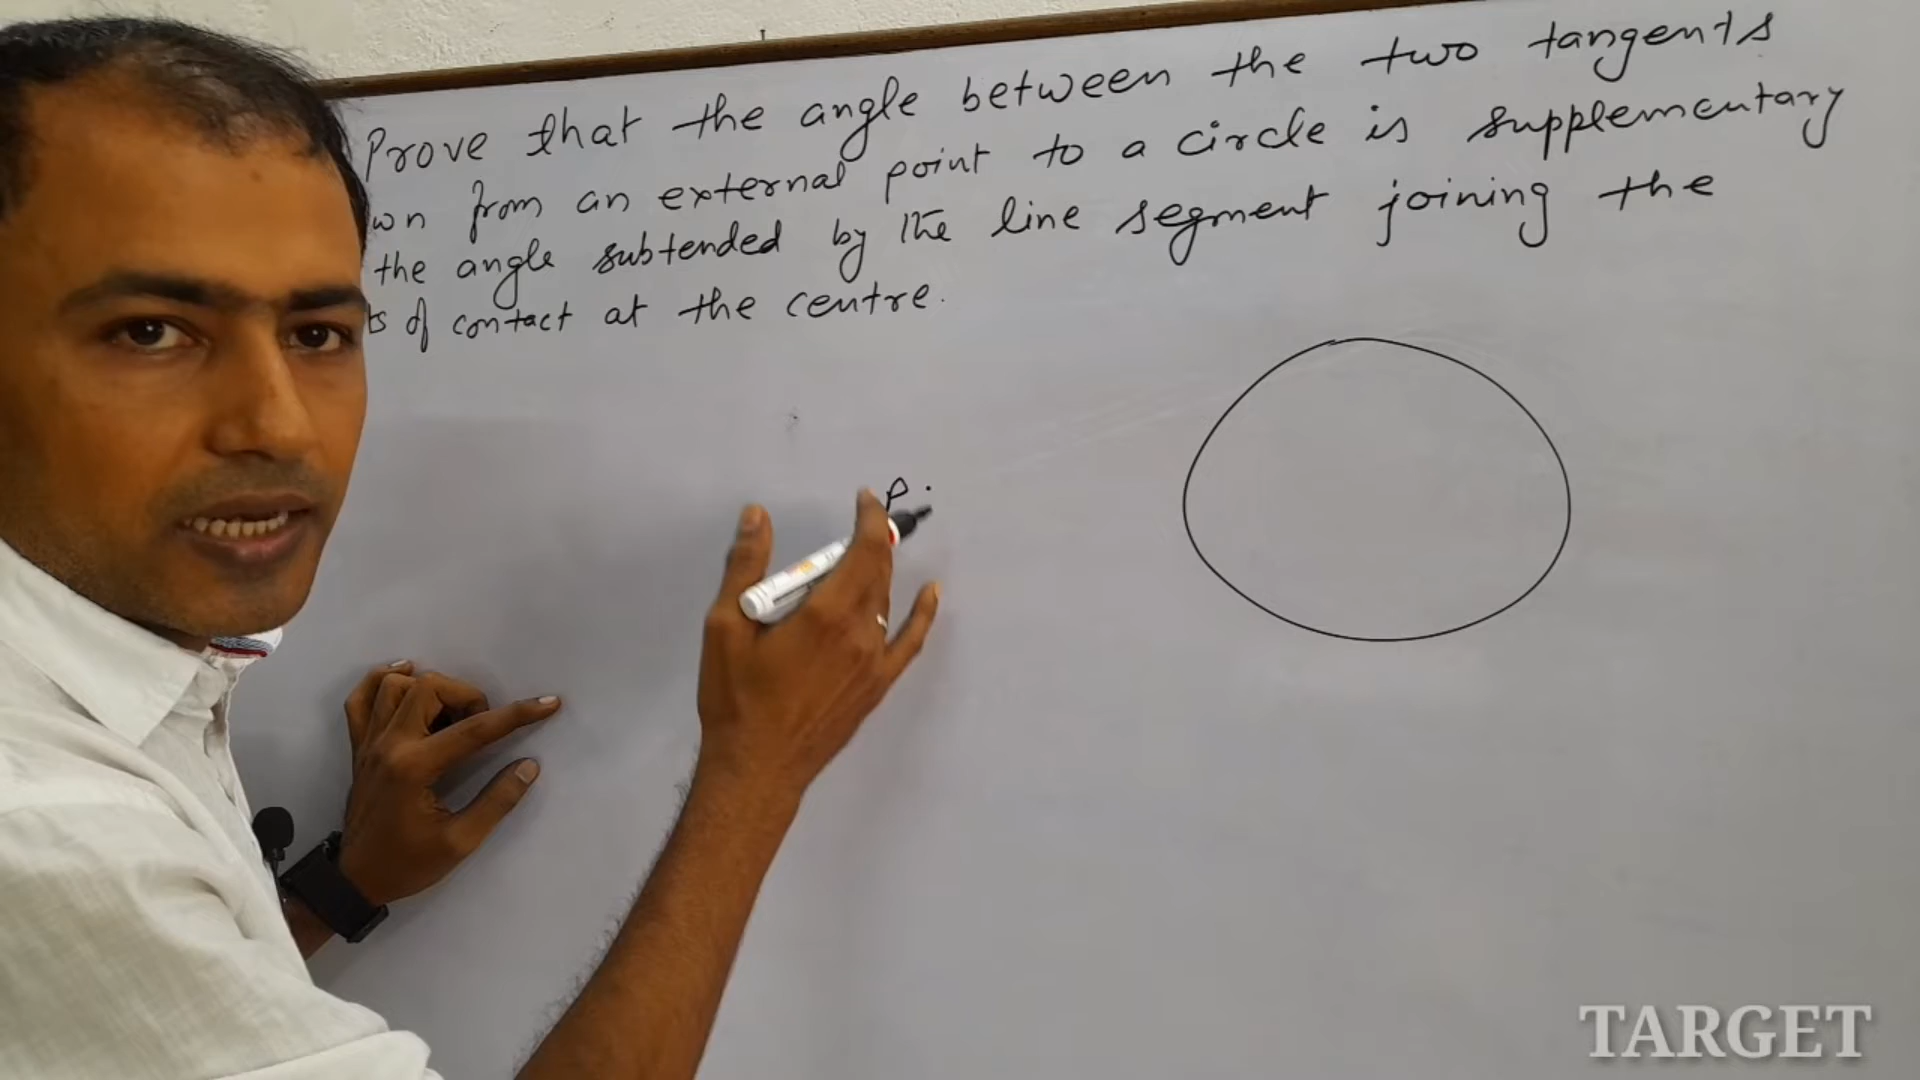 Prove that the angle between the two tangents
wn from an external point to a circle is supplementary
the angle subtended by the line segment joining the
ts of contact at the centre.
P.
TARGET